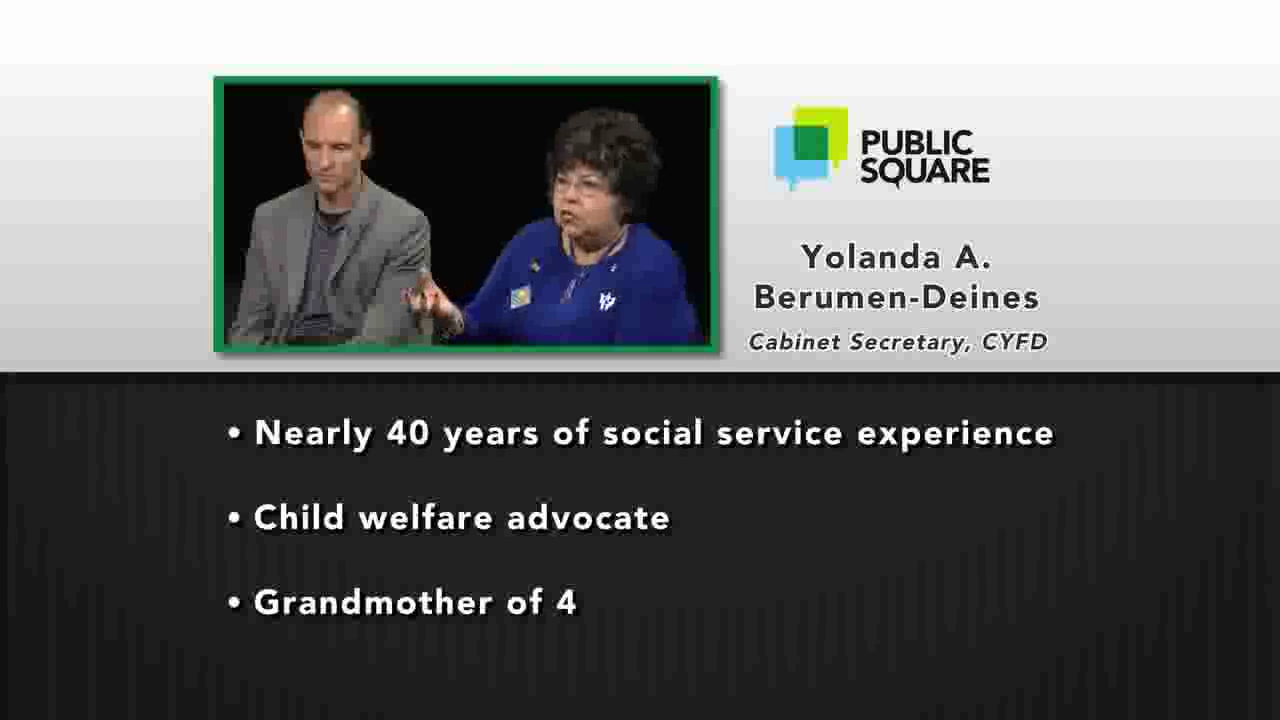 PUBLIC
SQUARE
Yolanda A.
Berumen-Deines
Cabinet Secretary, CYFD
• Nearly 40 years of social service experience
• Child welfare advocate
• Grandmother of 4